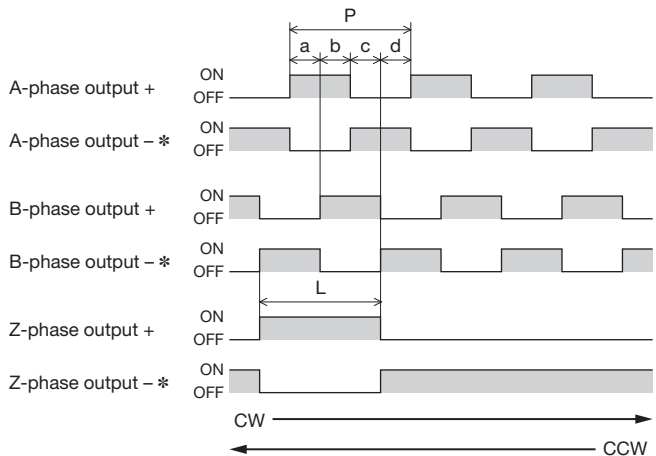 P
a b c d
A-phase output + ON
OFF
A-phase output – * ON
OFF
B-phase output + ON
OFF
B-phase output – * ON
OFF
L
Z-phase output + ON
OFF
Z-phase output – * ON
OFF
CW
CCW